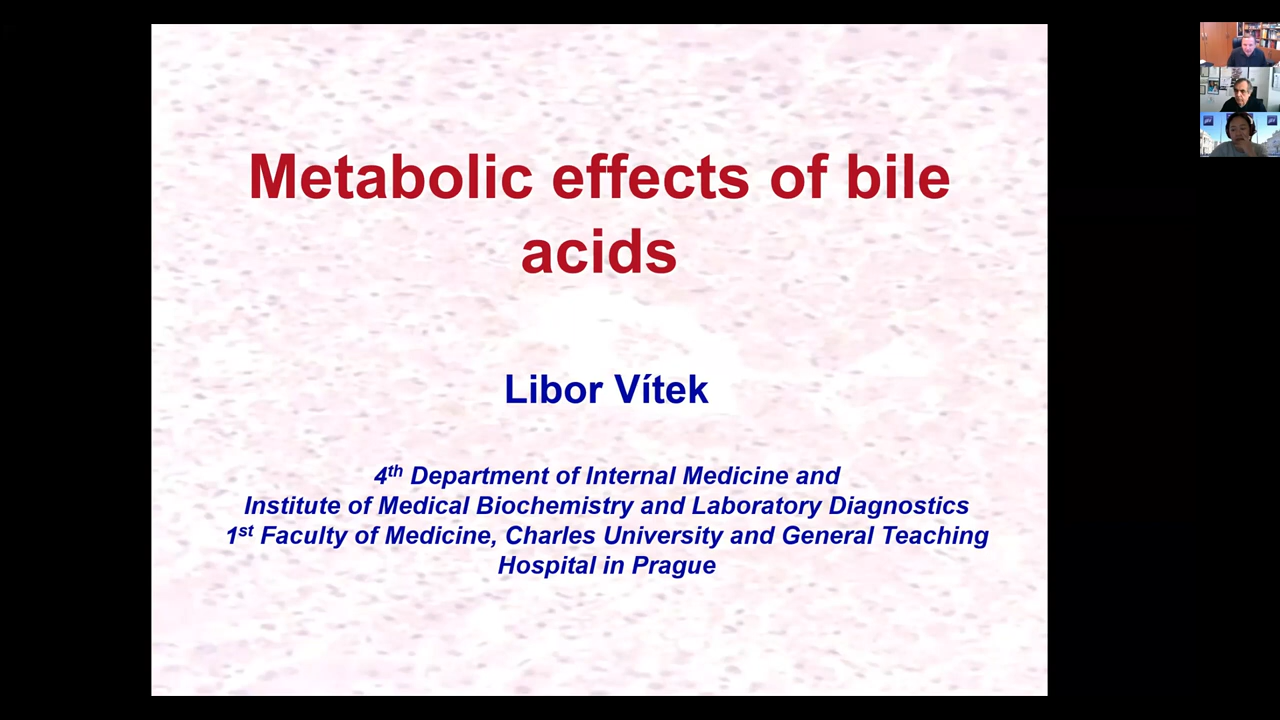 Metabolic effects of bile
acids
Libor Vítek
4th Department of Internal Medicine and
Institute of Medical Biochemistry and Laboratory Diagnostics
1st Faculty of Medicine, Charles University and General Teaching
Hospital in Prague